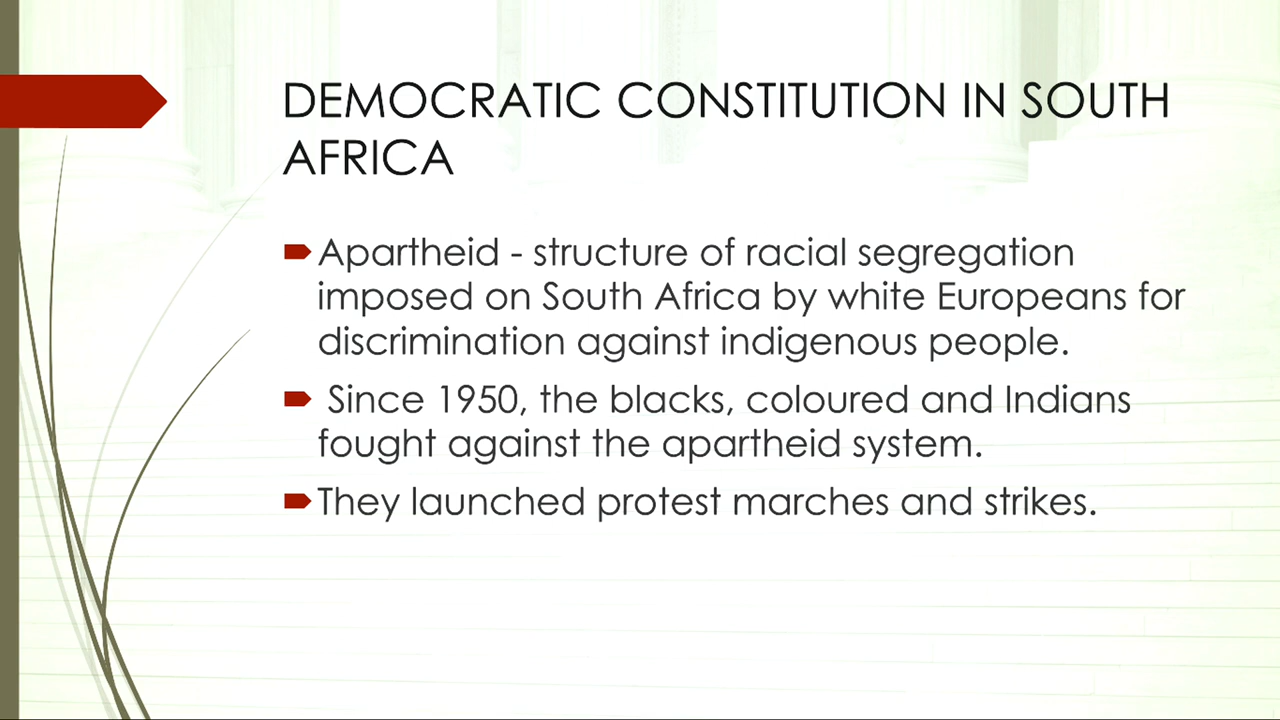 DEMOCRATIC CONSTITUTION IN SOUTH
AFRICA
Apartheid - structure of racial segregation
imposed on South Africa by white Europeans for
discrimination against indigenous people.
Since 1950, the blacks, coloured and Indians
fought against the apartheid system.
They launched protest marches and strikes.